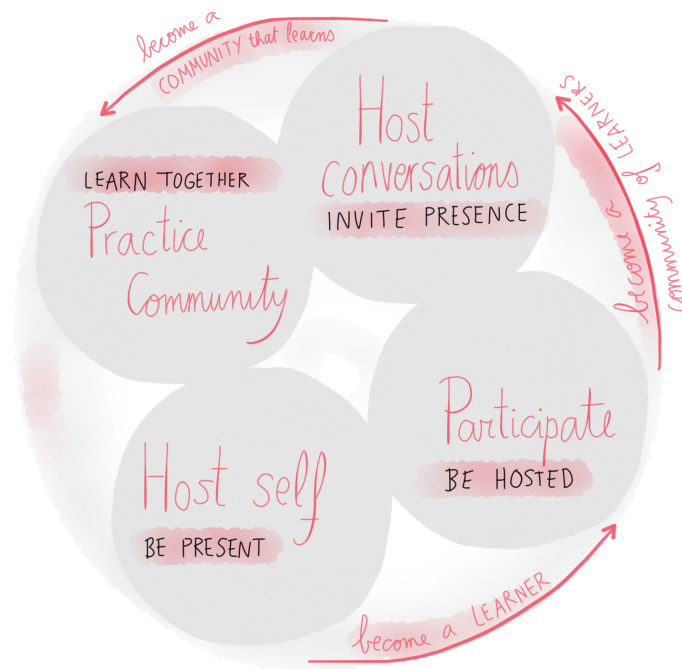 become a
COMMUNITY that learns
Host
conversations
INVITE PRESENCE
LEARN TOGETHER
Practice
Community
become a
community of LEARNERS
Participate
BE HOSTED
Host self
BE PRESENT
become a LEARNER